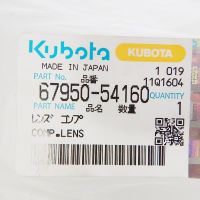 Kubota KUBOTA
MADE IN JAPAN 1 019
PART No. 品番 11Q1604
67950-54160 QUANTITY
PART NAME 品名 数量 1
レンズ コンプ
COMP.LENS